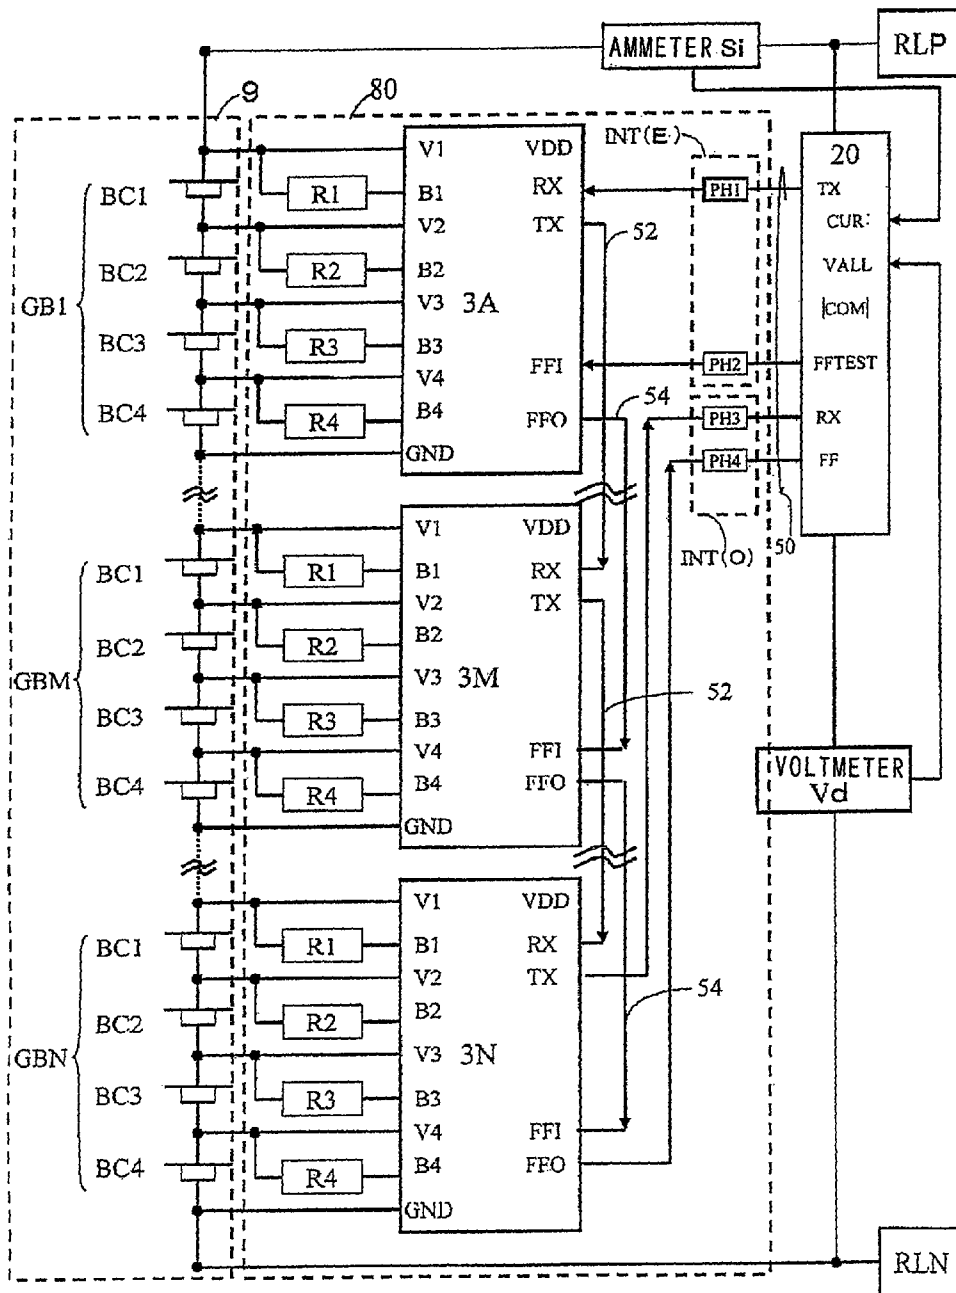 AMMETER Si
RLP
9
80
INT(E)
20
V1
VDD
BC1
R1
B1
RX
PH1
TX
V2
TX
52
CUR:
BC2
R2
B2
VALL
GB1
V3
3A
|COM|
BC3
R3
B3
FFI
PH2
FFTEST
V4
54
BC4
R4
B4
FFO
PH3
RX
GND
PH4
FF
V1
VDD
50
INT(O)
BC1
R1
B1
RX
V2
TX
BC2
R2
B2
GBM
V3
3M
52
BC3
R3
B3
V4
FFI
VOLTMETER
Vd
BC4
R4
B4
FFO
GND
V1
VDD
BC1
R1
B1
RX
V2
TX
54
BC2
R2
B2
GBN
V3
3N
BC3
R3
B3
V4
FFI
BC4
R4
B4
FFO
GND
RLN